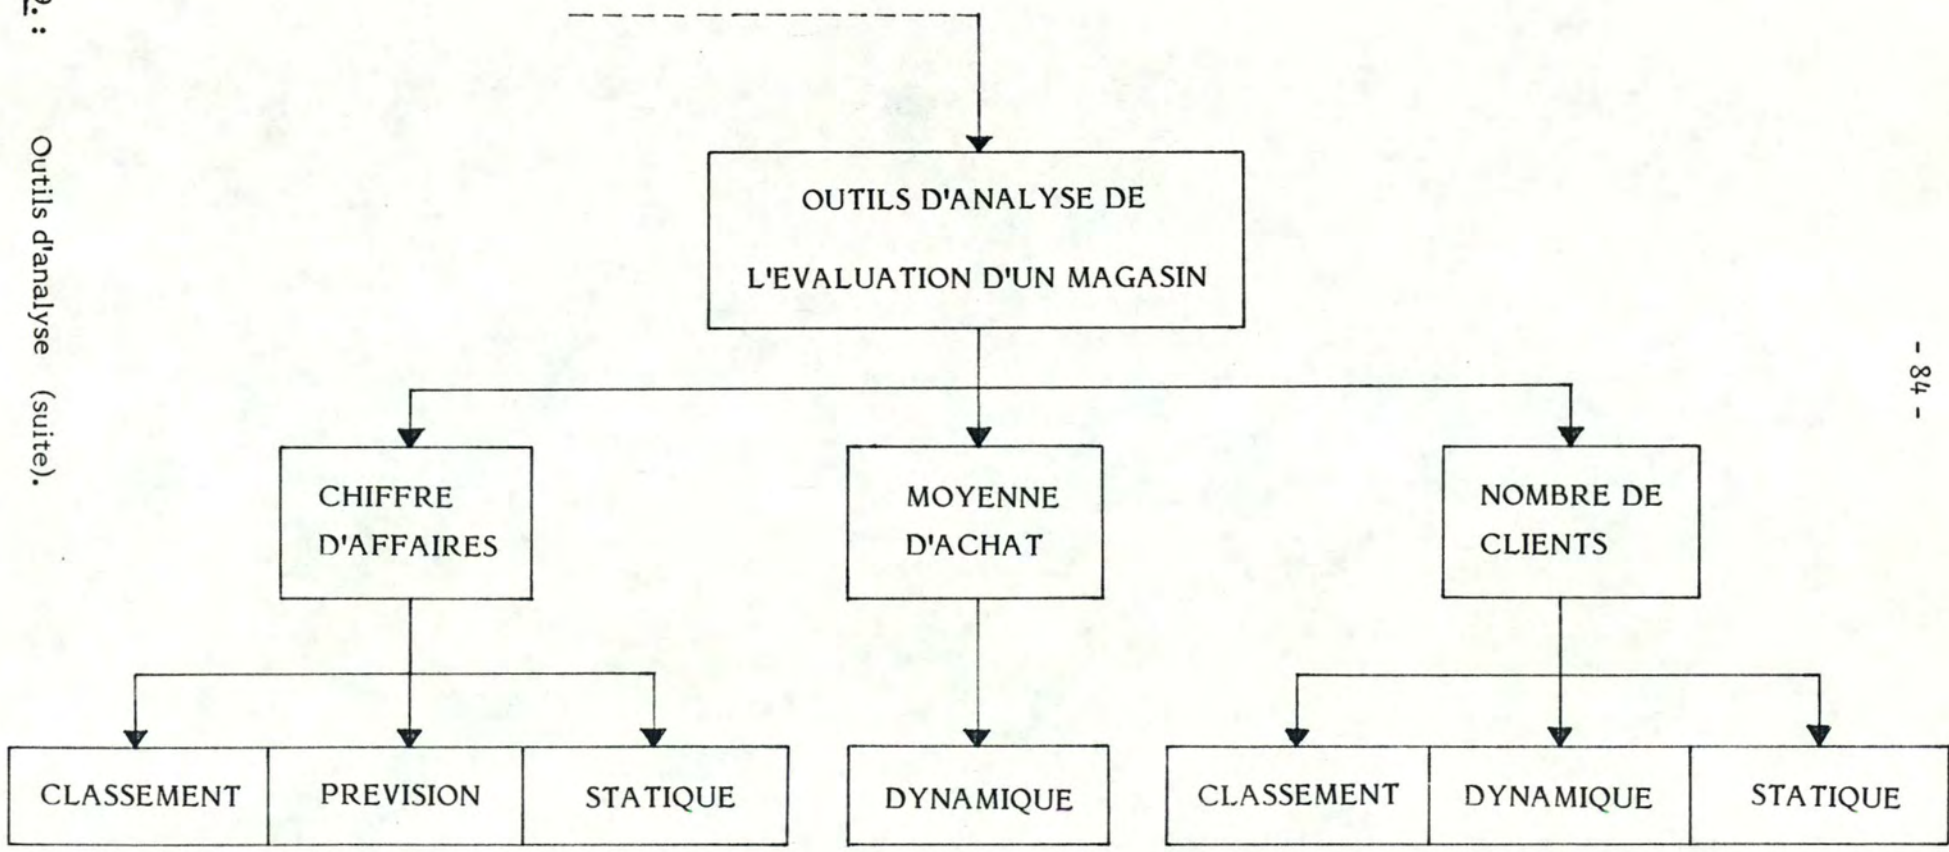 - 84 -
OUTILS D'ANALYSE DE
L'EVALUATION D'UN MAGASIN
CHIFFRE
D'AFFAIRES
MOYENNE
D'ACHAT
NOMBRE DE
CLIENTS
CLASSEMENT
PREVISION
STATIQUE
DYNAMIQUE
CLASSEMENT
DYNAMIQUE
STATIQUE
Outils d'analyse (suite).